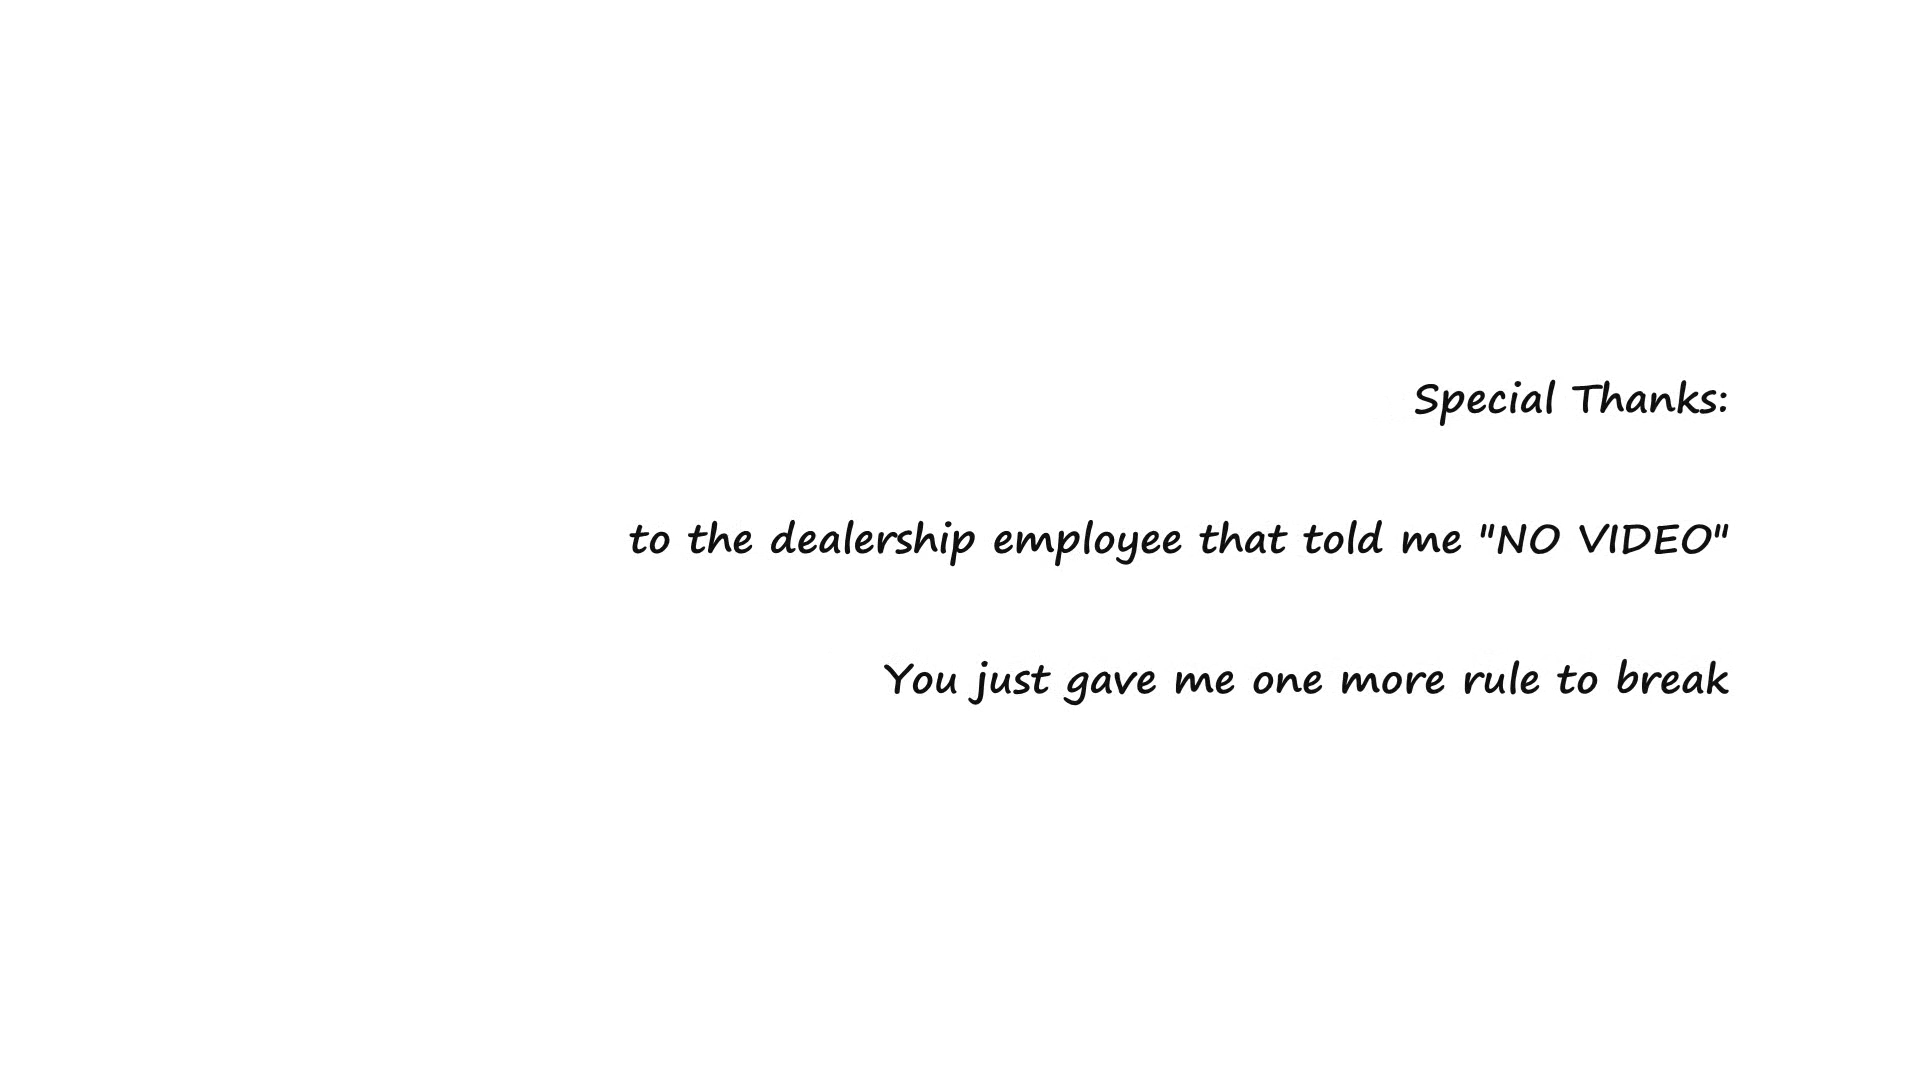 Special Thanks:
to the dealership employee that told me "NO VIDEO"
You just gave me one more rule to break